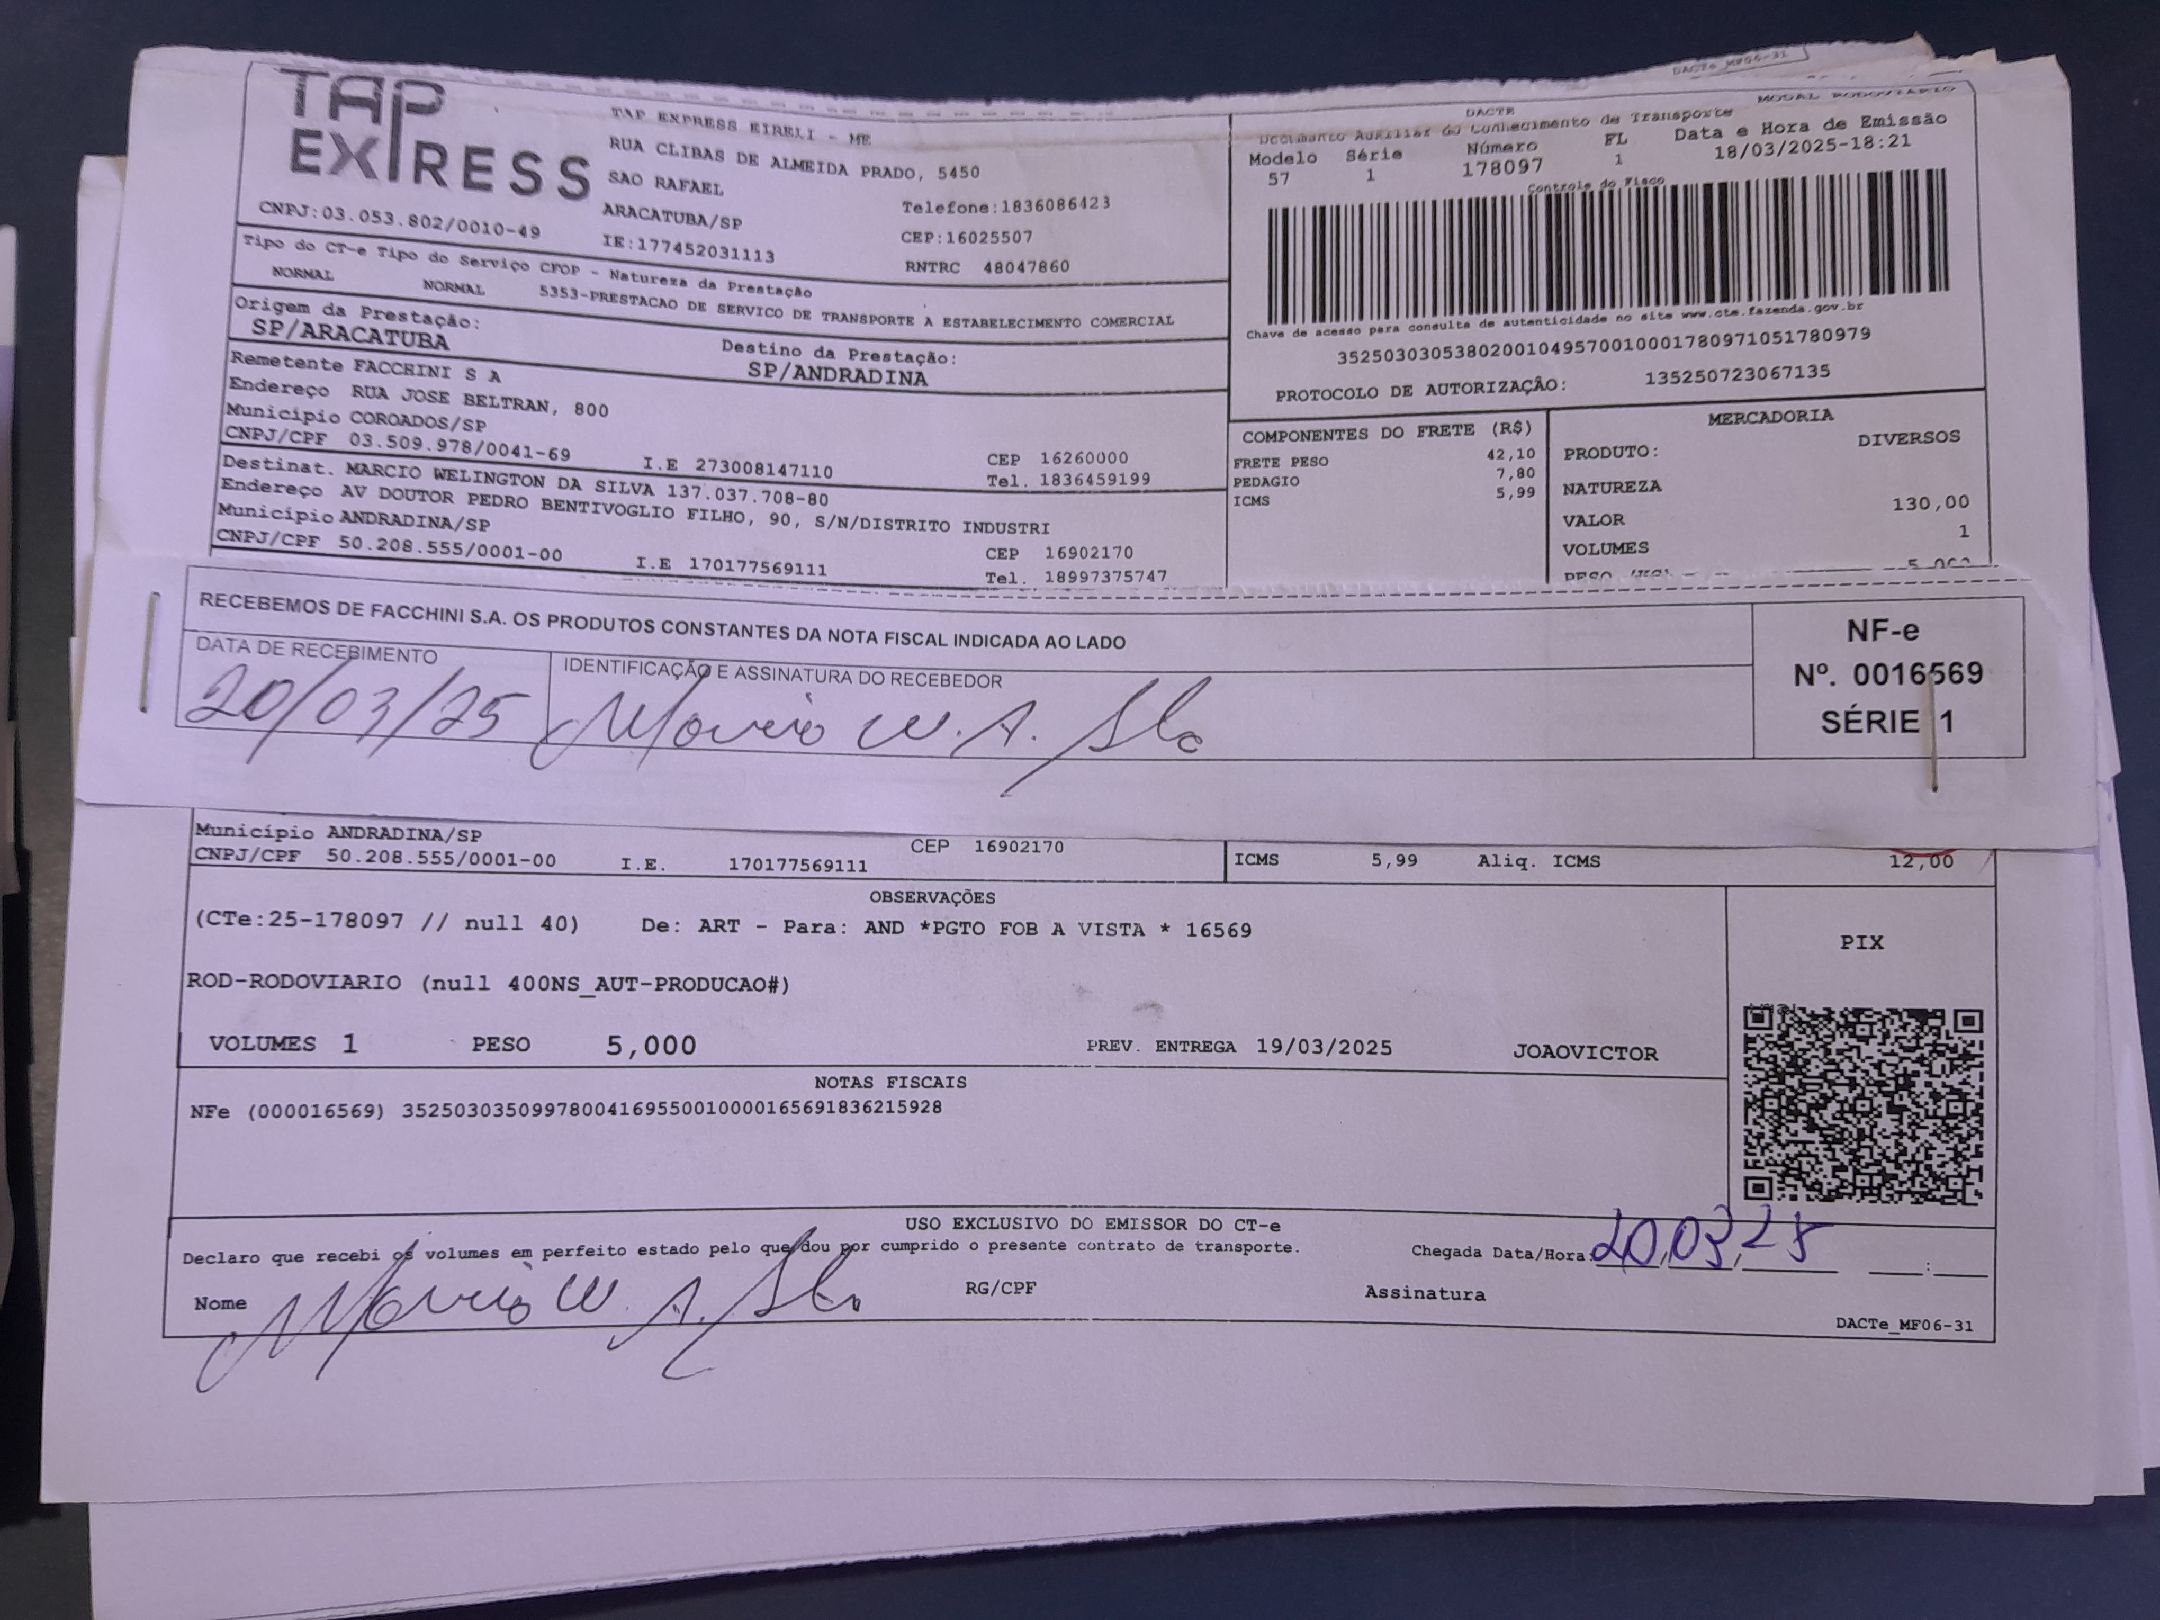 DACTe_MF06-31
TAP
EXPRESS
TAP EXPRESS EIRELI - ME
RUA CLIBAS DE ALMEIDA PRADO, 5450
SAO RAFAEL
ARACATUBA/SP
Telefone:1836086423
CNPJ:03.053.802/0010-49
IE:177452031113
CEP:16025507
RNTRC 48047860
DACTE
MODAL RODOVIARIO
Documento Auxiliar do Conhecimento de Transporte
Modelo Série Número FL Data e Hora de Emissão
57 1 178097 1 18/03/2025-18:21
Controle do Fisco
Chave de acesso para consulta de autenticidade no site www.cte.fazenda.gov.br
35250303053802001049570010001780971051780979
PROTOCOLO DE AUTORIZAÇÃO: 135250723067135
Tipo do CT-e Tipo do Serviço CFOP - Natureza da Prestação
NORMAL NORMAL 5353-PRESTACAO DE SERVICO DE TRANSPORTE A ESTABELECIMENTO COMERCIAL
Origem da Prestação: Destino da Prestação:
SP/ARACATUBA SP/ANDRADINA
Remetente FACCHINI S A
Endereço RUA JOSE BELTRAN, 800
Município COROADOS/SP CEP 16260000
CNPJ/CPF 03.509.978/0041-69 I.E 273008147110 Tel. 1836459199
Destinat. MARCIO WELINGTON DA SILVA 137.037.708-80
Endereço AV DOUTOR PEDRO BENTIVOGLIO FILHO, 90, S/N/DISTRITO INDUSTRI
Município ANDRADINA/SP CEP 16902170
CNPJ/CPF 50.208.555/0001-00 I.E 170177569111 Tel. 18997375747
COMPONENTES DO FRETE (R$)
FRETE PESO 42,10
PEDAGIO 7,80
ICMS 5,99
MERCADORIA
PRODUTO: DIVERSOS
NATUREZA
VALOR 130,00
VOLUMES 1
PESO
RECEBEMOS DE FACCHINI S.A. OS PRODUTOS CONSTANTES DA NOTA FISCAL INDICADA AO LADO
DATA DE RECEBIMENTO
20/03/25
IDENTIFICAÇÃO E ASSINATURA DO RECEBEDOR
Marcio W. A. Sla
NF-e
Nº. 0016569
SÉRIE 1
Município ANDRADINA/SP CEP 16902170
CNPJ/CPF 50.208.555/0001-00 I.E. 170177569111
ICMS 5,99 Aliq. ICMS 12,00
OBSERVAÇÕES
(CTe:25-178097 // null 40) De: ART - Para: AND *PGTO FOB A VISTA * 16569
ROD-RODOVIARIO (null 400NS_AUT-PRODUCAO#)
VOLUMES 1 PESO 5,000 PREV. ENTREGA 19/03/2025 JOAOVICTOR
PIX
NOTAS FISCAIS
NFe (000016569) 35250303509978004169550010000165691836215928
USO EXCLUSIVO DO EMISSOR DO CT-e
Declaro que recebi os volumes em perfeito estado pelo que dou por cumprido o presente contrato de transporte. Chegada Data/Hora: 20,03,25 :
Nome Marcio W. A. Sla RG/CPF Assinatura
DACTe_MF06-31